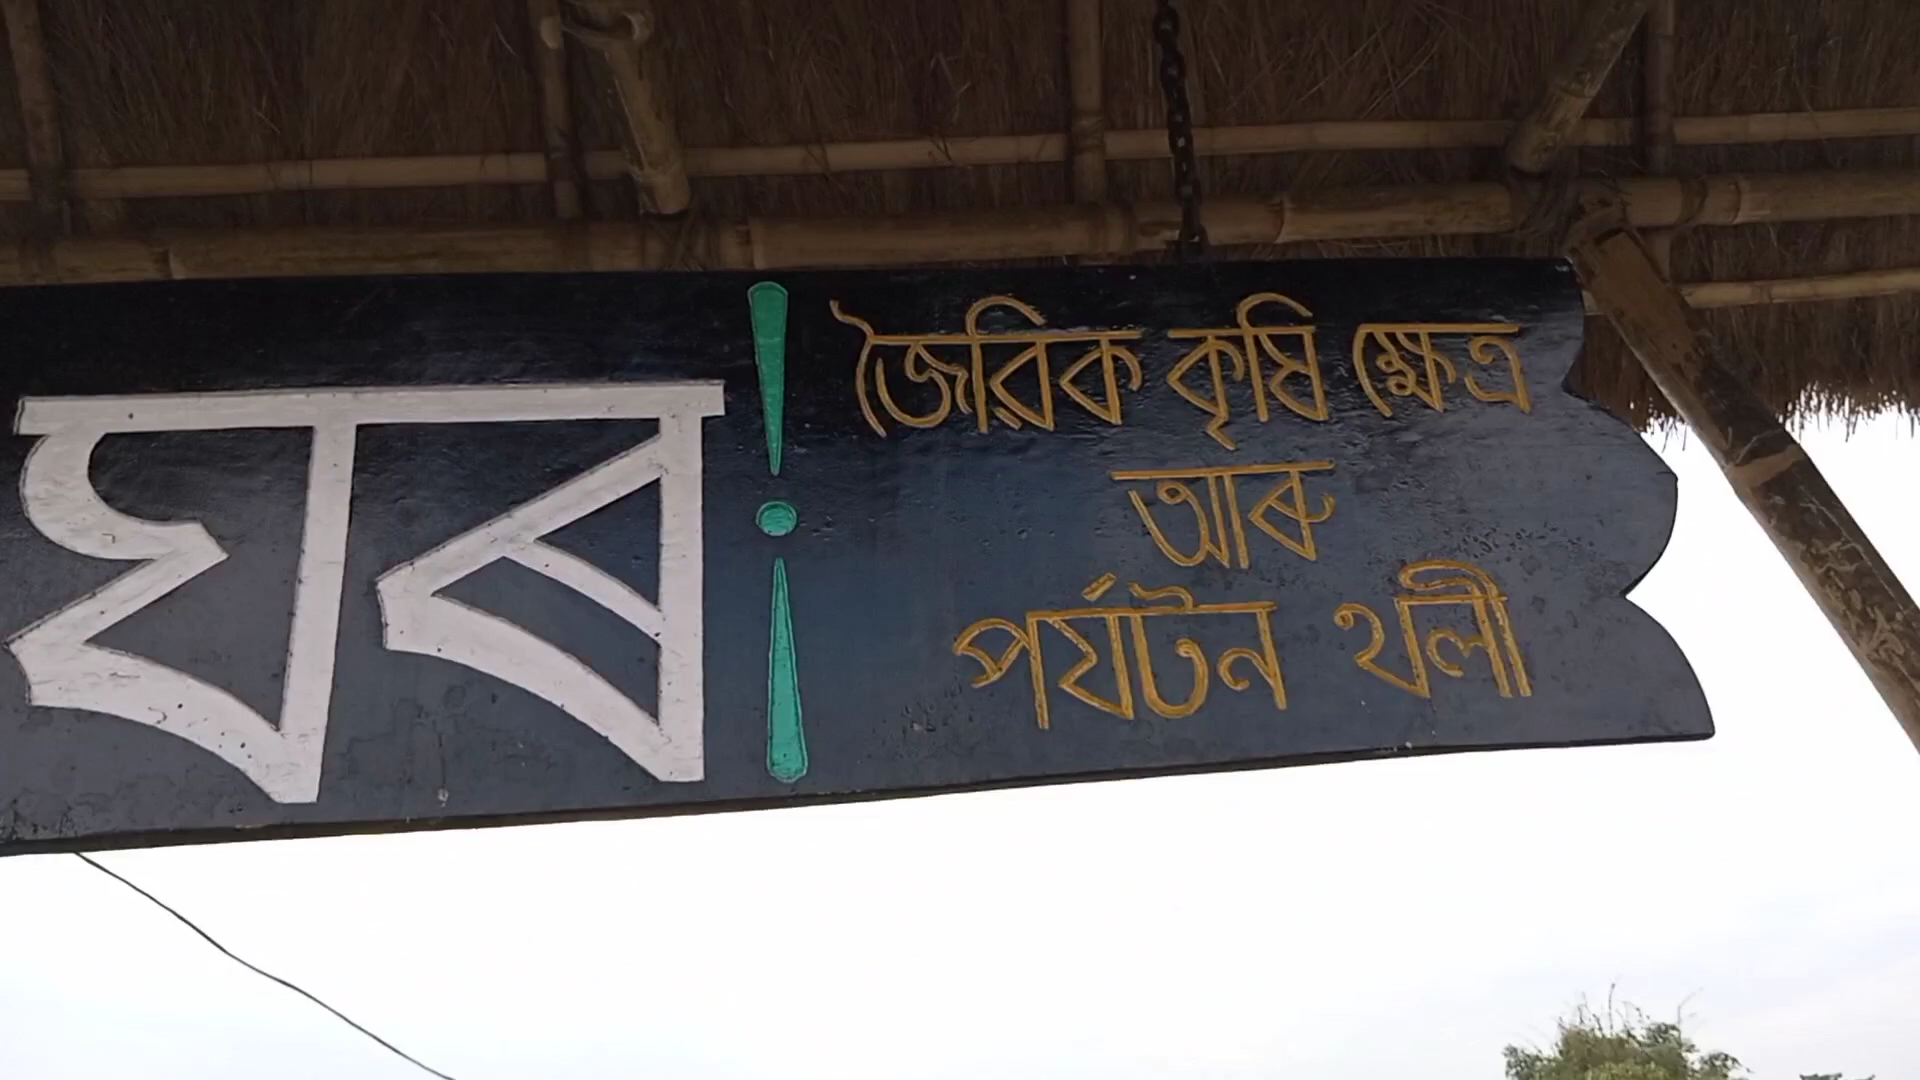 ঘৰ
জৈৱিক কৃষি ক্ষেত্ৰ
আৰু
পৰ্যটন থলী